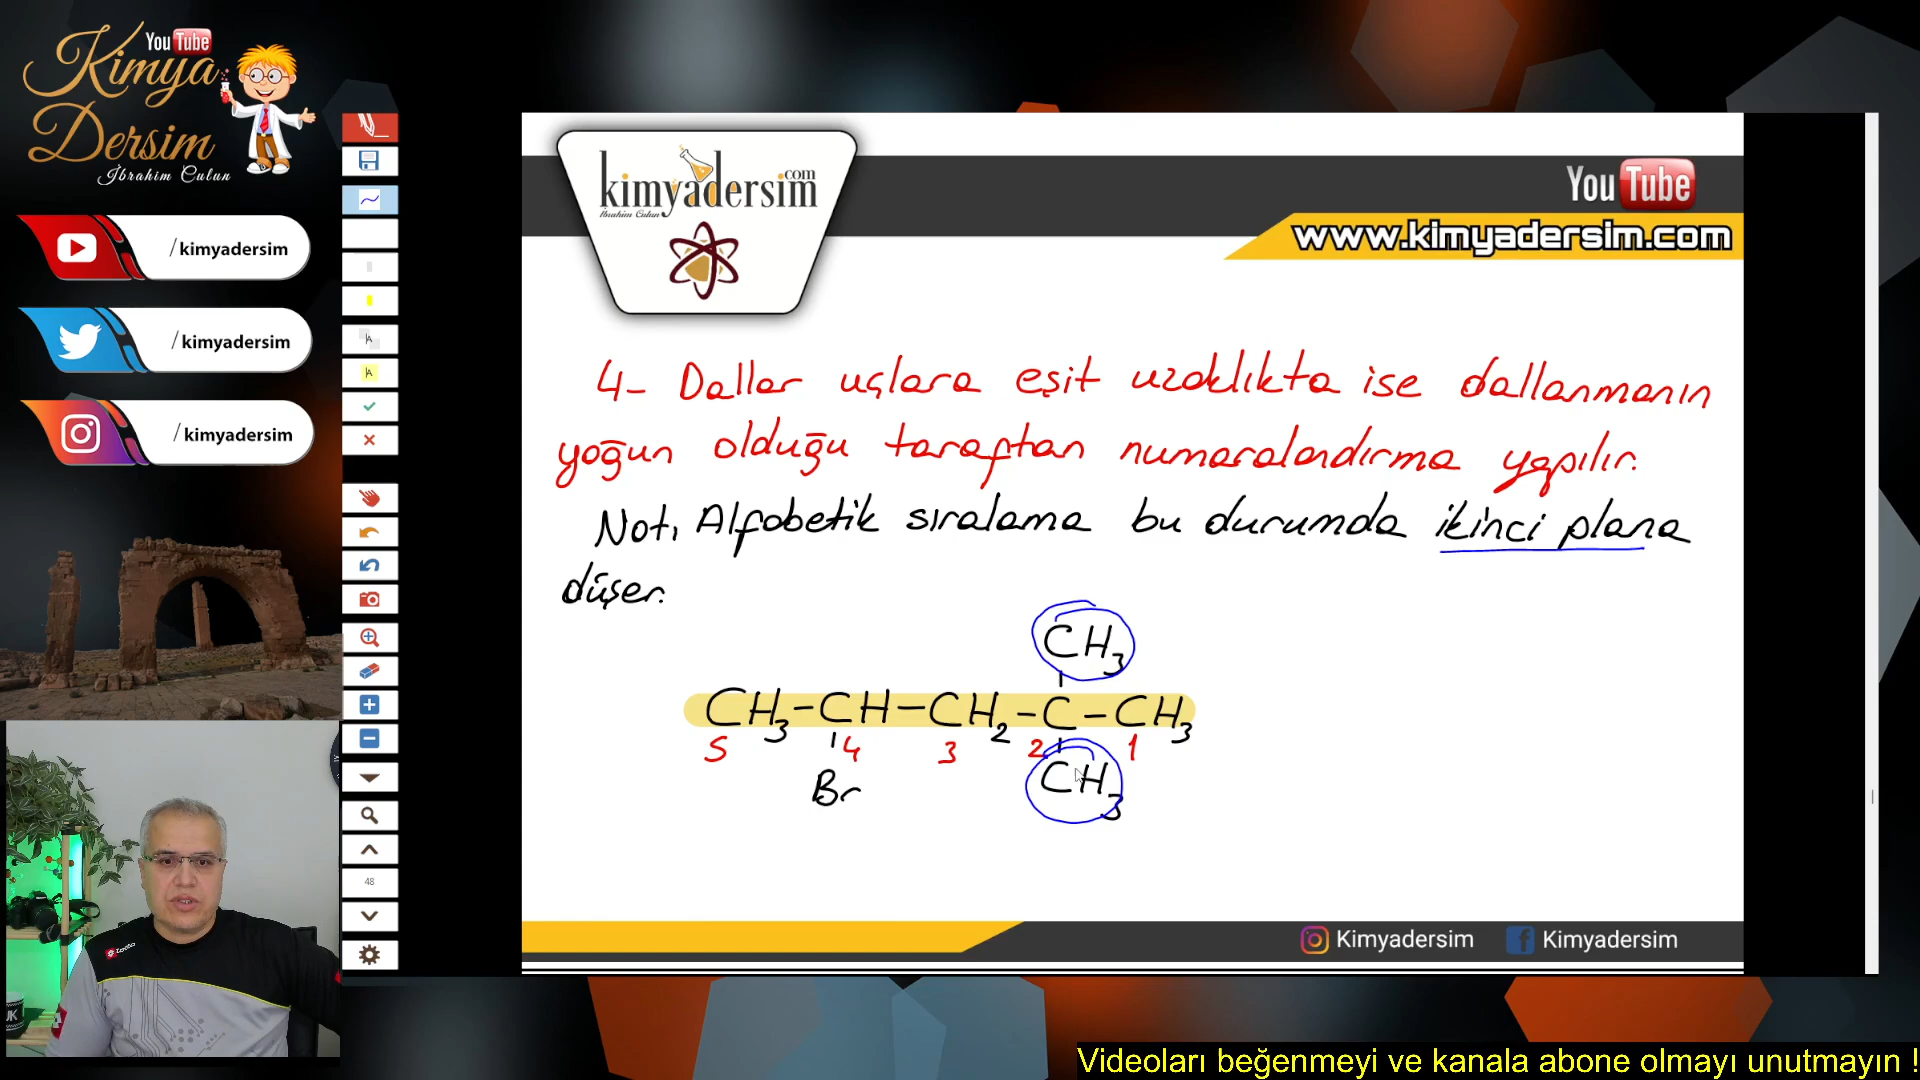 You Tube
Kimya
Dersim
İbrahim Culun
/kimyadersim
/kimyadersim
/kimyadersim
A
A
48
kimyadersim
.com
İbrahim Culun
You Tube
www.kimyadersim.com
4- Dallar uçlara eşit uzaklıkta ise dallanmanın
yoğun olduğu taraftan numaralandırma yapılır.
Not, Alfabetik sıralama bu durumda ikinci plana
düşer.
CH3
CH3-CH-CH2-C-CH3
5 4 3 2 1
Br CH3
Kimyadersim Kimyadersim
Videoları beğenmeyi ve kanala abone olmayı unutmayın !